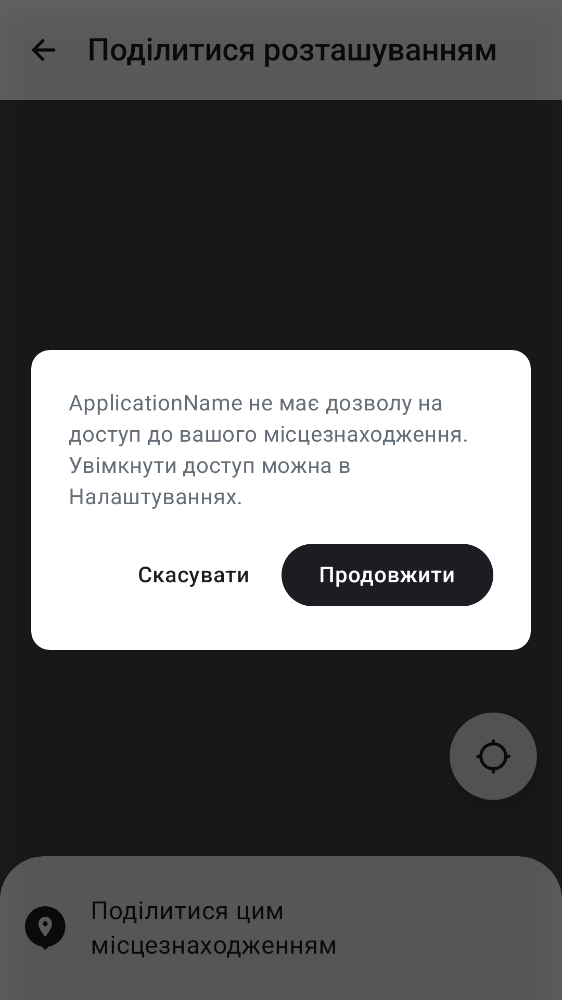 Поділитися розташуванням
ApplicationName не має дозволу на
доступ до вашого місцезнаходження.
Увімкнути доступ можна в
Налаштуваннях.
Скасувати
Продовжити
Поділитися цим
місцезнаходженням